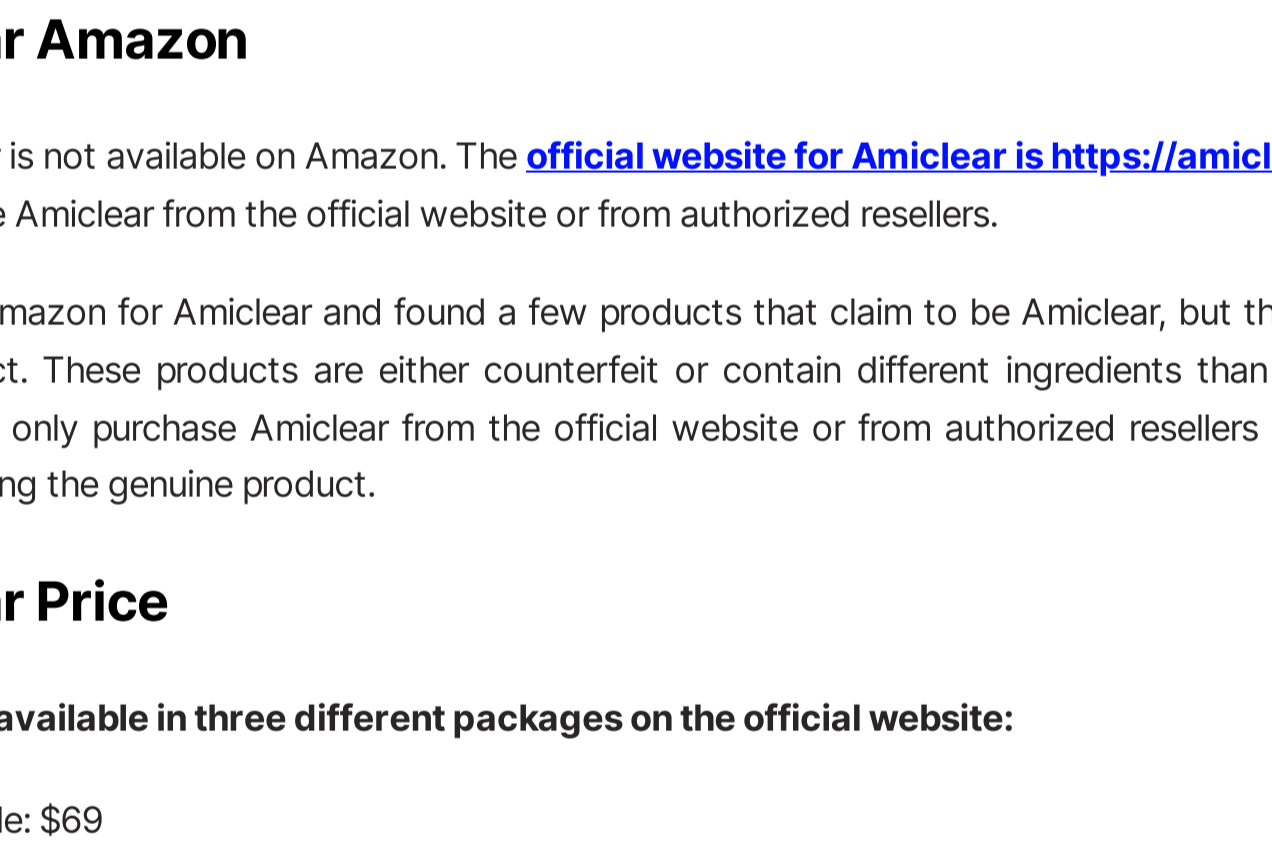 r Amazon
is not available on Amazon. The official website for Amiclear is https://amicl
e Amiclear from the official website or from authorized resellers.
mazon for Amiclear and found a few products that claim to be Amiclear, but th
ct. These products are either counterfeit or contain different ingredients than
only purchase Amiclear from the official website or from authorized resellers
ng the genuine product.
r Price
available in three different packages on the official website:
le: $69